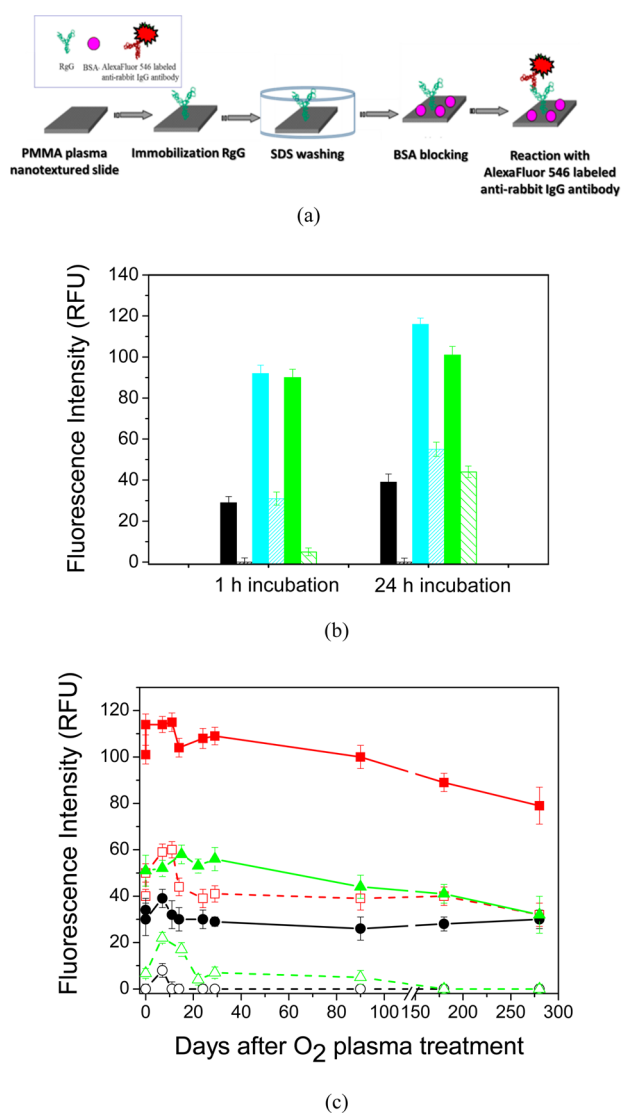 RgG
BSA
AlexaFluor 546 labeled
anti-rabbit IgG antibody
PMMA plasma
nanotextured slide
Immobilization RgG
SDS washing
BSA blocking
Reaction with
AlexaFluor 546 labeled
anti-rabbit IgG antibody
(a)
Fluorescence Intensity (RFU)
140
120
100
80
60
40
20
0
1 h incubation
24 h incubation
(b)
Fluorescence Intensity (RFU)
120
100
80
60
40
20
0
0 20 40 60 80 100 150 200 250 300
Days after O2 plasma treatment
(c)